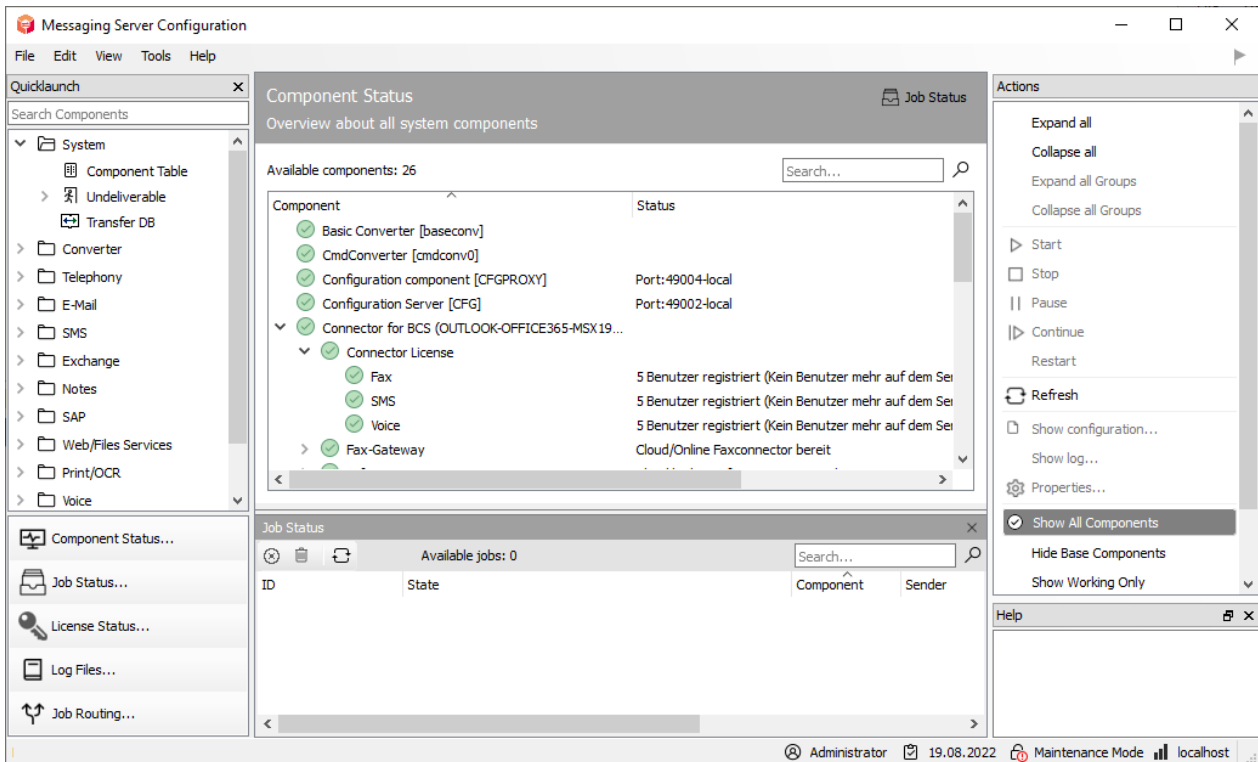 Messaging Server Configuration
File Edit View Tools Help
Quicklaunch
Search Components
System
Component Table
Undeliverable
Transfer DB
Converter
Telephony
E-Mail
SMS
Exchange
Notes
SAP
Web/Files Services
Print/OCR
Voice
Component Status...
Job Status...
License Status...
Log Files...
Job Routing...
Component Status
Job Status
Overview about all system components
Available components: 26
Search...
Component Status
Basic Converter [baseconv]
CmdConverter [cmdconv0]
Configuration component [CFGPROXY] Port:49004-local
Configuration Server [CFG] Port:49002-local
Connector for BCS (OUTLOOK-OFFICE365-MSX19...
Connector License
Fax 5 Benutzer registriert (Kein Benutzer mehr auf dem Ser
SMS 5 Benutzer registriert (Kein Benutzer mehr auf dem Ser
Voice 5 Benutzer registriert (Kein Benutzer mehr auf dem Ser
Fax-Gateway Cloud/Online Faxconnector bereit
Job Status
Available jobs: 0
Search...
ID State Component Sender
Actions
Expand all
Collapse all
Expand all Groups
Collapse all Groups
Start
Stop
Pause
Continue
Restart
Refresh
Show configuration...
Show log...
Properties...
Show All Components
Hide Base Components
Show Working Only
Help
Administrator 19.08.2022 Maintenance Mode localhost